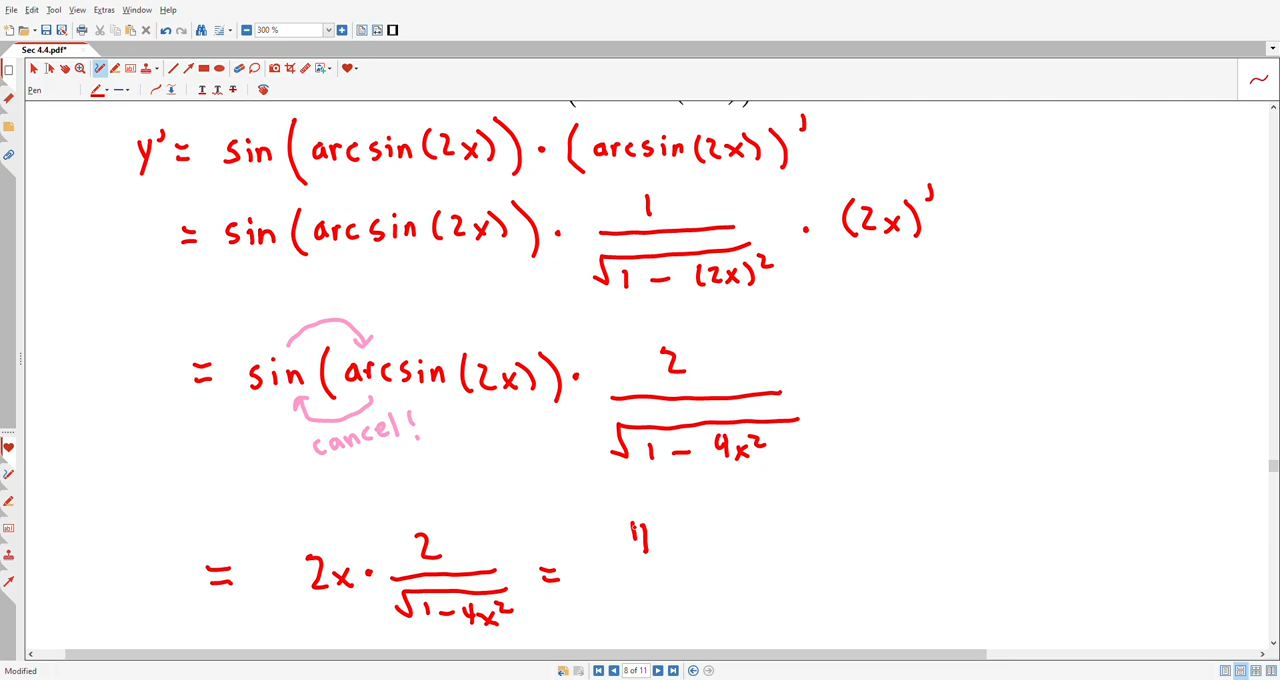 File Edit Tool View Extras Window Help
300 %
Sec 4.4.pdf*
Pen
y' = sin(arcsin(2x)) · (arcsin(2x))'
= sin(arcsin(2x)) · 1/√(1 - (2x)²) · (2x)'
= sin(arcsin(2x)) · 2/√(1 - 4x²)
cancel!
= 2x · 2/√(1-4x²) =
Modified
8 of 11